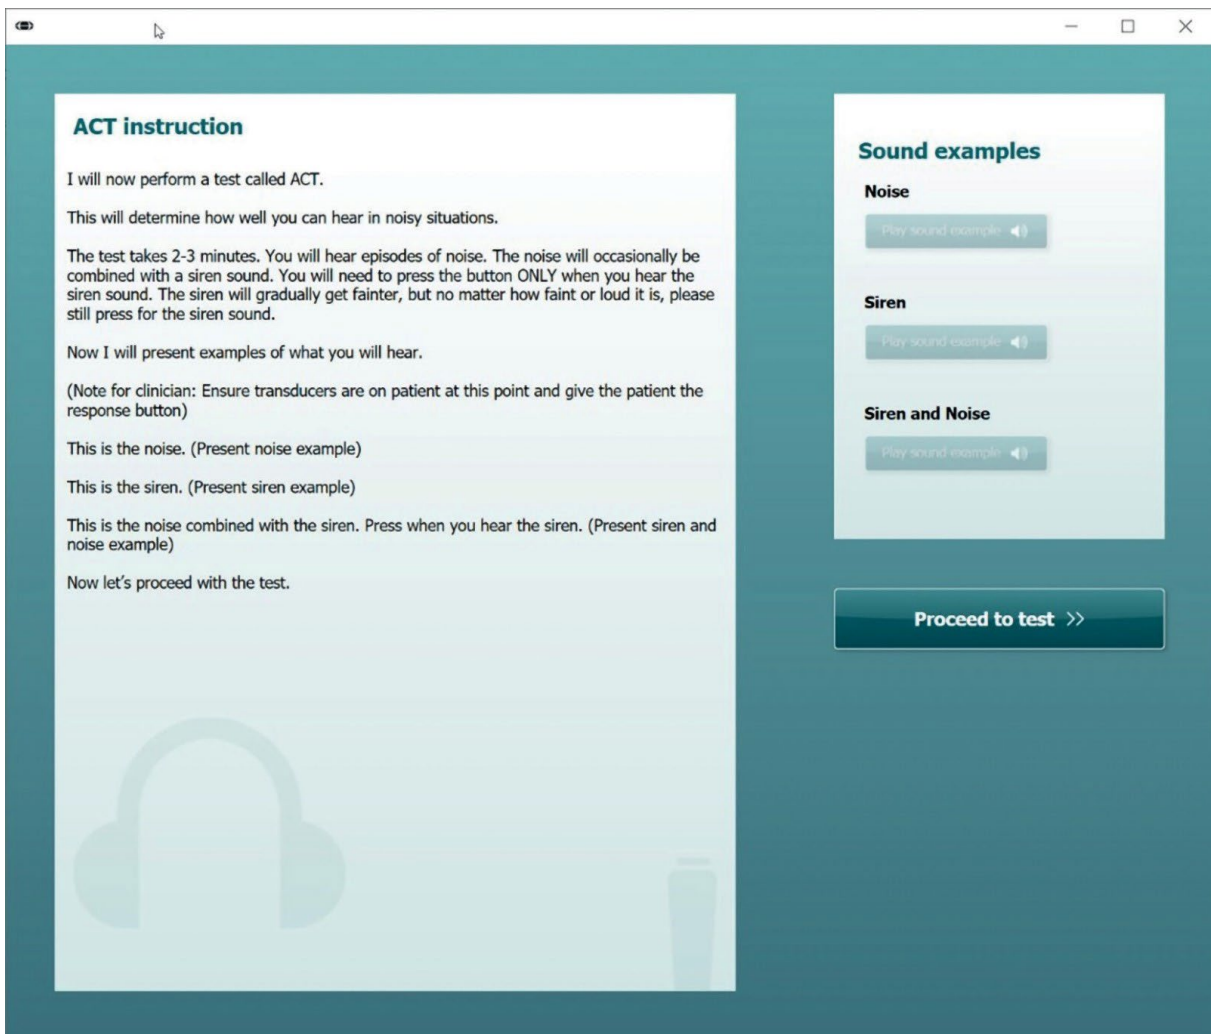 ACT instruction
I will now perform a test called ACT.
This will determine how well you can hear in noisy situations.
The test takes 2-3 minutes. You will hear episodes of noise. The noise will occasionally be
combined with a siren sound. You will need to press the button ONLY when you hear the
siren sound. The siren will gradually get fainter, but no matter how faint or loud it is, please
still press for the siren sound.
Now I will present examples of what you will hear.
(Note for clinician: Ensure transducers are on patient at this point and give the patient the
response button)
This is the noise. (Present noise example)
This is the siren. (Present siren example)
This is the noise combined with the siren. Press when you hear the siren. (Present siren and
noise example)
Now let’s proceed with the test.
Sound examples
Noise
Play sound example
Siren
Play sound example
Siren and Noise
Play sound example
Proceed to test >>